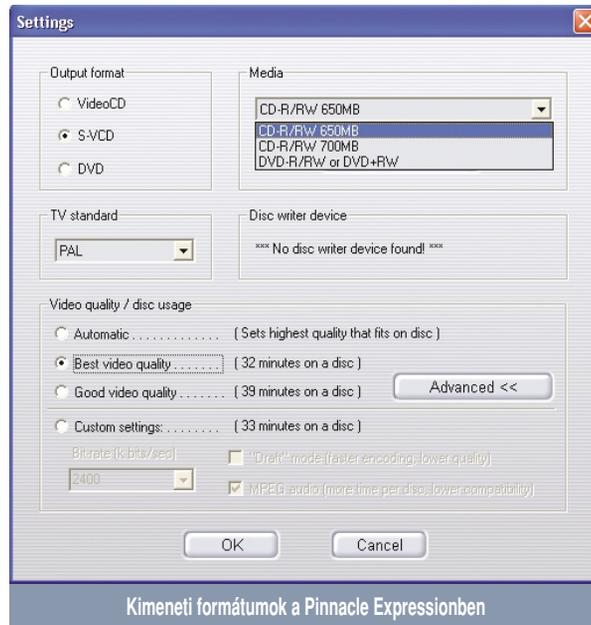 Settings
Output format
VideoCD
S-VCD
DVD
Media
CD-R/RW 650MB
CD-R/RW 650MB
CD-R/RW 700MB
DVD-R/RW or DVD+RW
TV standard
PAL
Disc writer device
*** No disc writer device found! ***
Video quality / disc usage
Automatic . . . . . . . . . . . . . ( Sets highest quality that fits on disc )
Best video quality . . . . . . . ( 32 minutes on a disc )
Good video quality . . . . . . . ( 39 minutes on a disc )
Advanced <<
Custom settings: . . . . . . . . ( 33 minutes on a disc )
Bitrate (k bits/sec)
2400
"Draft" mode (faster encoding, lower quality)
MPEG audio (more time per disc, lower compatibility)
OK
Cancel
Kimeneti formátumok a Pinnacle Expressionben